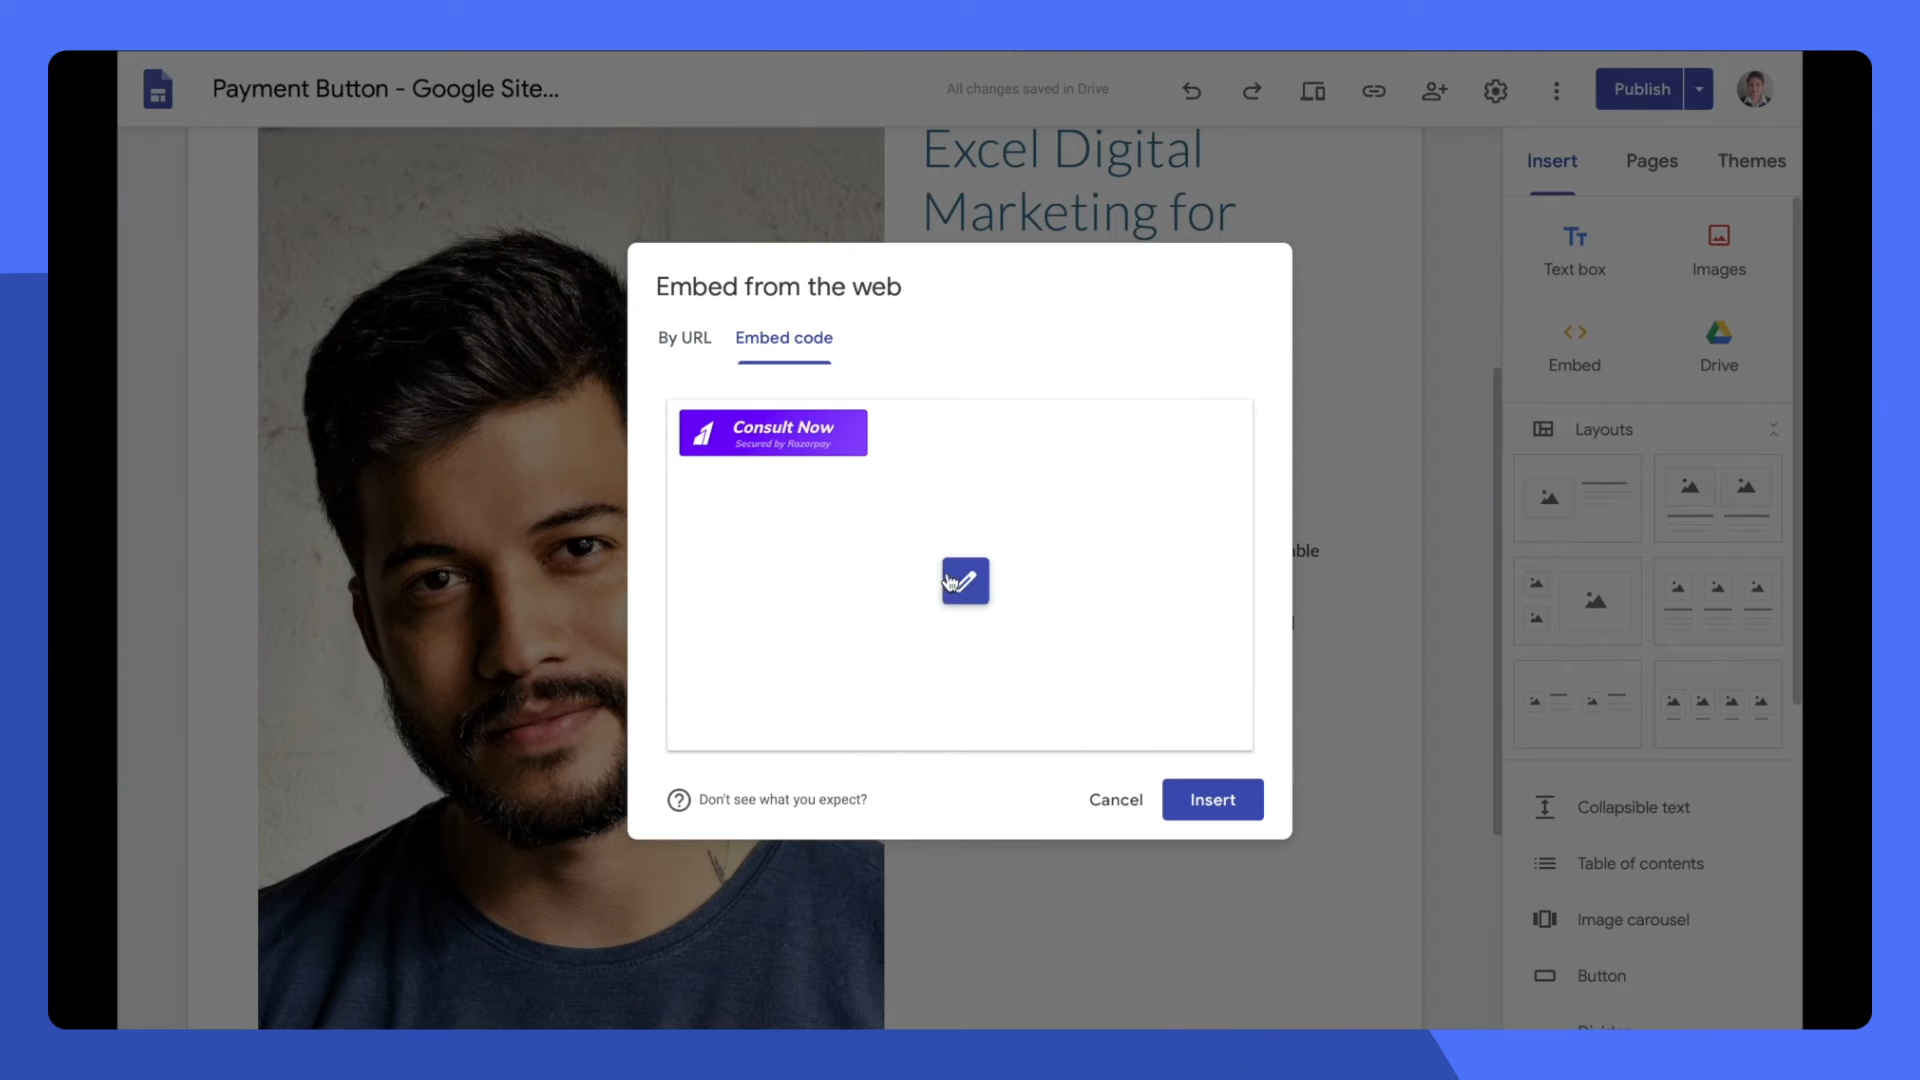 Payment Button - Google Site...
All changes saved in Drive
Publish
Excel Digital
Marketing for
Insert
Pages
Themes
Text box
Images
Embed
Drive
Layouts
Embed from the web
By URL
Embed code
Consult Now
Secured by Razorpay
Don't see what you expect?
Cancel
Insert
Collapsible text
Table of contents
Image carousel
Button